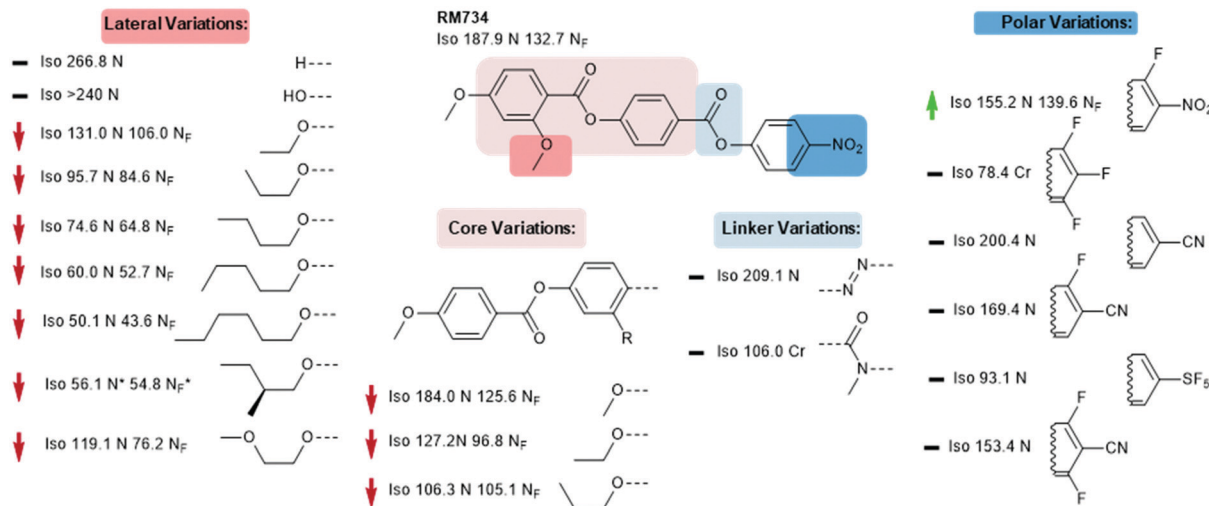 Lateral Variations:
Iso 266.8 N H
Iso >240 N HO
Iso 131.0 N 106.0 NF O
Iso 95.7 N 84.6 NF O
Iso 74.6 N 64.8 NF O
Iso 60.0 N 52.7 NF O
Iso 50.1 N 43.6 NF O
Iso 56.1 N* 54.8 NF* O
Iso 119.1 N 76.2 NF O O
RM734
Iso 187.9 N 132.7 NF
O O
O O O O NO2
Core Variations:
O O O R
Iso 184.0 N 125.6 NF O
Iso 127.2N 96.8 NF O
Iso 106.3 N 105.1 NF O
Linker Variations:
Iso 209.1 N N N
Iso 106.0 Cr O N
Polar Variations:
Iso 155.2 N 139.6 NF F NO2
Iso 78.4 Cr F F F
Iso 200.4 N CN
Iso 169.4 N F CN
Iso 93.1 N SF5
Iso 153.4 N F CN F